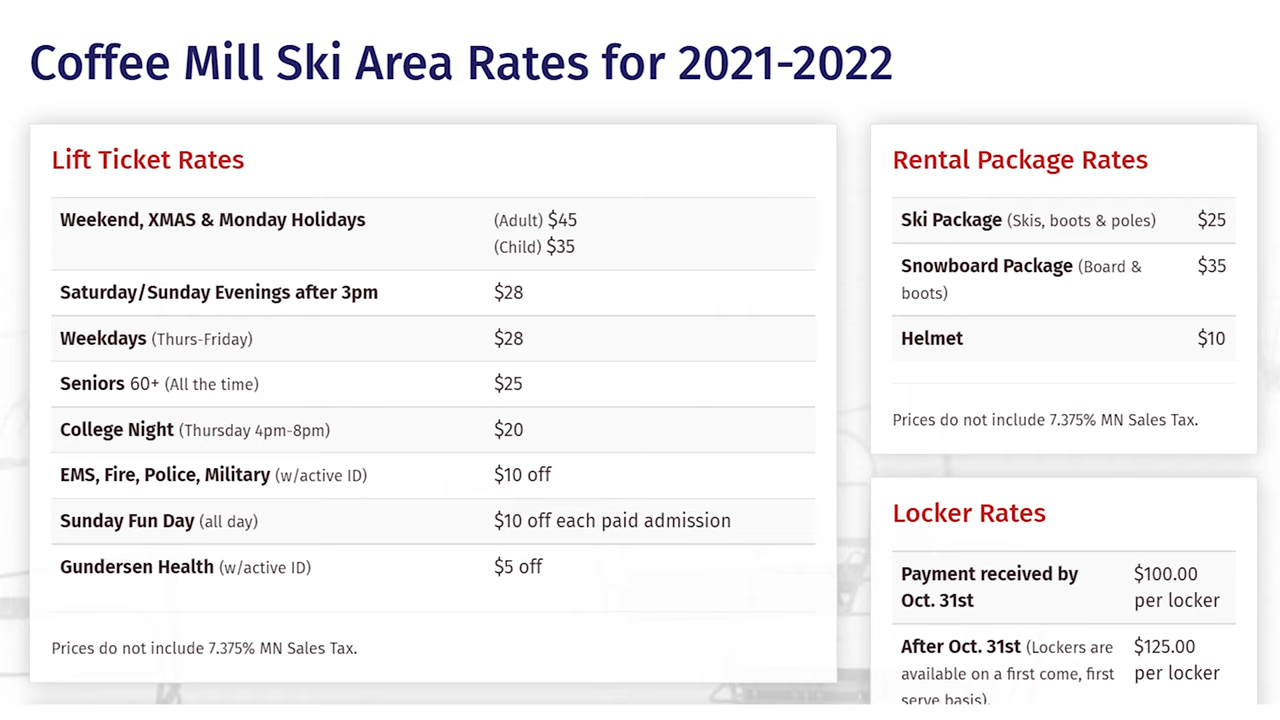 Coffee Mill Ski Area Rates for 2021-2022
Lift Ticket Rates
Weekend, XMAS & Monday Holidays (Adult) $45
(Child) $35
Saturday/Sunday Evenings after 3pm $28
Weekdays (Thurs-Friday) $28
Seniors 60+ (All the time) $25
College Night (Thursday 4pm-8pm) $20
EMS, Fire, Police, Military (w/active ID) $10 off
Sunday Fun Day (all day) $10 off each paid admission
Gundersen Health (w/active ID) $5 off
Prices do not include 7.375% MN Sales Tax.
Rental Package Rates
Ski Package (Skis, boots & poles) $25
Snowboard Package (Board & $35
boots)
Helmet $10
Prices do not include 7.375% MN Sales Tax.
Locker Rates
Payment received by $100.00
Oct. 31st per locker
After Oct. 31st (Lockers are $125.00
available on a first come, first per locker
serve basis).